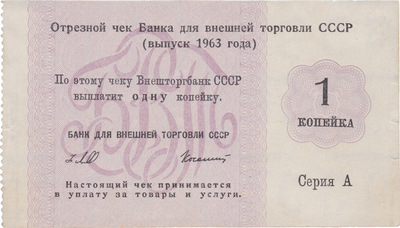 Отрезной чек Банка для внешней торговли СССР
(выпуск 1963 года)
По этому чеку Внешторгбанк СССР
выплатит одну копейку.
1
КОПЕЙКА
БАНК ДЛЯ ВНЕШНЕЙ ТОРГОВЛИ СССР
Настоящий чек принимается
в уплату за товары и услуги.
Серия А